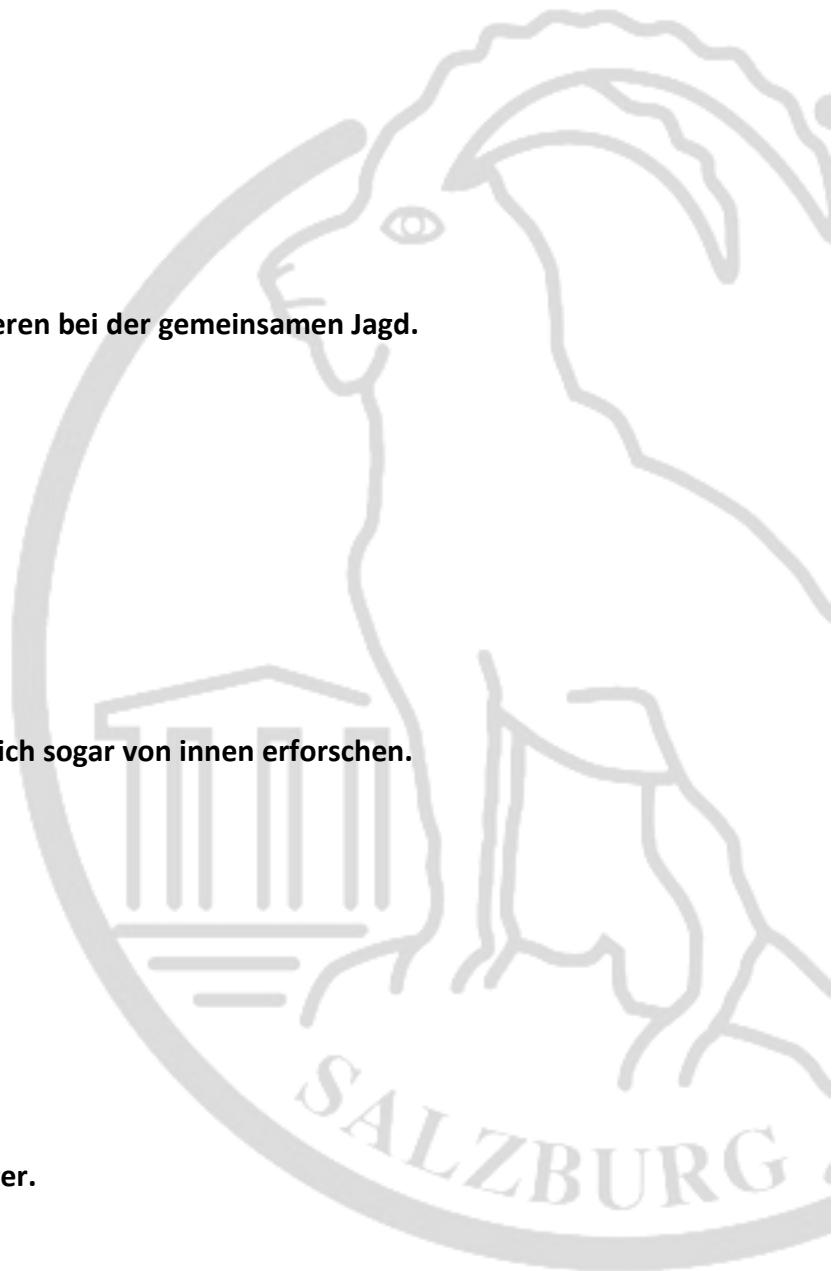 eren bei der gemeinsamen Jagd.
ich sogar von innen erforschen.
er.
SALZBURG